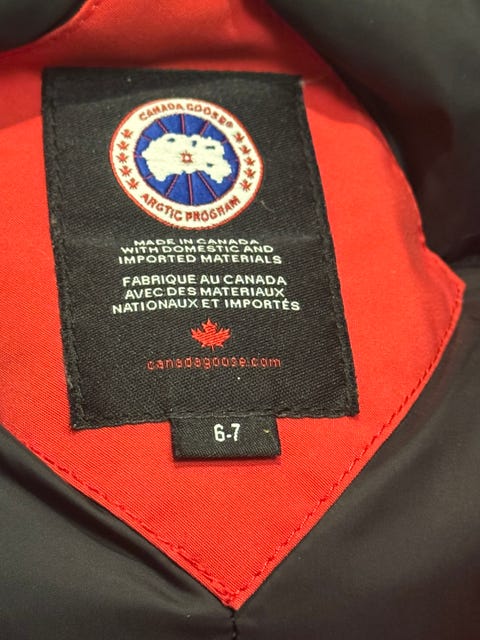 CANADA GOOSE®
ARCTIC PROGRAM
MADE IN CANADA
WITH DOMESTIC AND
IMPORTED MATERIALS
FABRIQUE AU CANADA
AVEC DES MATERIAUX
NATIONAUX ET IMPORTÉS
canadagoose.com
6-7